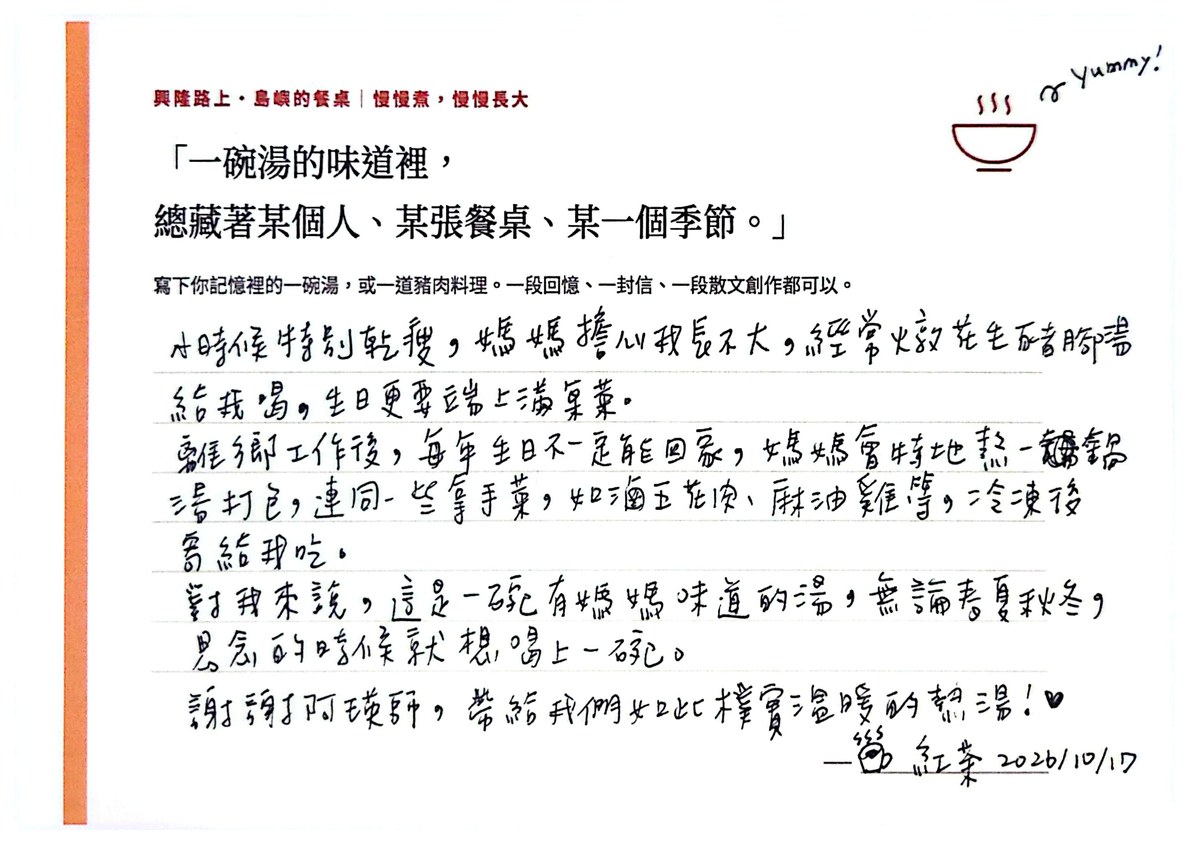 ~ Yummy!
興隆路上・島嶼的餐桌｜慢慢煮，慢慢長大
「一碗湯的味道裡，
總藏著某個人、某張餐桌、某一個季節。」
寫下你記憶裡的一碗湯，或一道豬肉料理。一段回憶、一封信、一段散文創作都可以。
小時候特別乾瘦，媽媽擔心我長不大，經常燉花生豬腳湯
給我喝，生日更要端上滿桌菜。
離鄉工作後，每年生日不一定能回家，媽媽會特地熬一鍋
湯打包，連同一些拿手菜，如滷五花肉、麻油雞等，冷凍後
寄給我吃。
對我來說，這是一碗有媽媽味道的湯，無論春夏秋冬，
思念的時候就想喝上一碗。
謝謝阿瑛師，帶給我們如此樸實溫暖的熱湯！♥
— 紅茶 2026/10/17